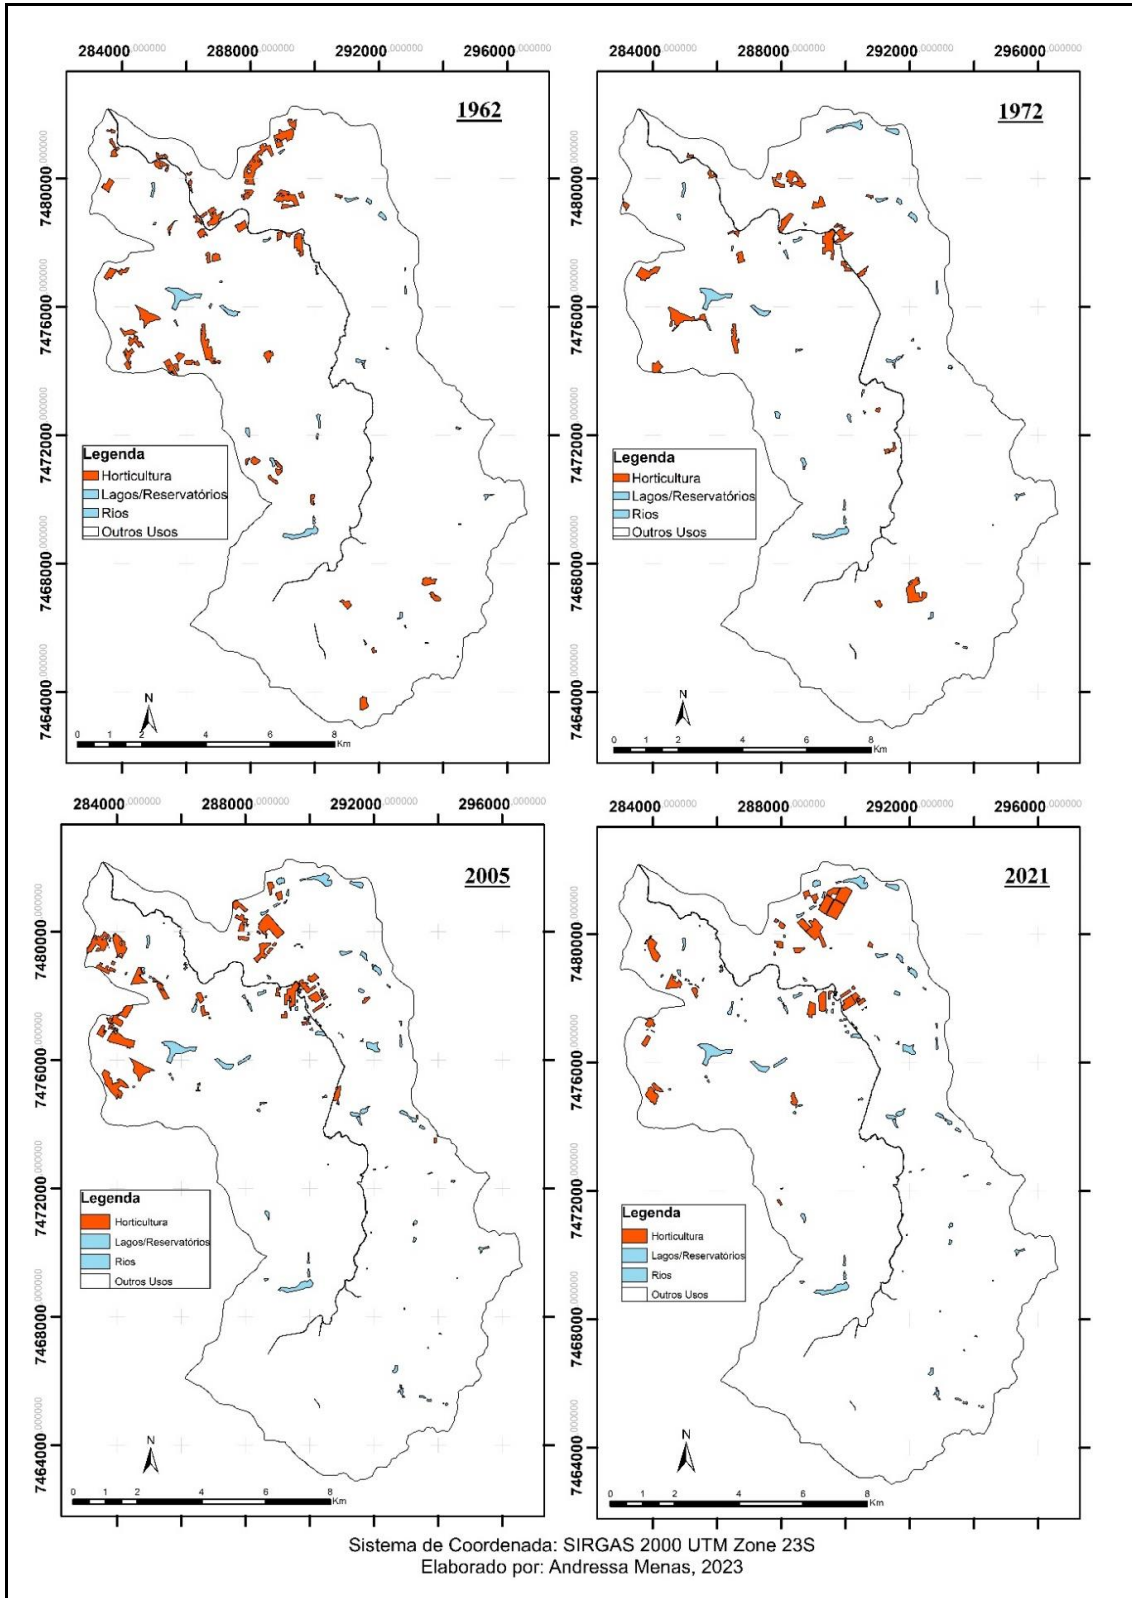 284000,000000 288000,000000 292000,000000 296000,000000
1962
7480000,000000
7476000,000000
7472000,000000
7468000,000000
7464000,000000
Legenda
Horticultura
Lagos/Reservatórios
Rios
Outros Usos
N
0 1 2 4 6 8
Km
284000,000000 288000,000000 292000,000000 296000,000000
1972
7480000,000000
7476000,000000
7472000,000000
7468000,000000
7464000,000000
Legenda
Horticultura
Lagos/Reservatórios
Rios
Outros Usos
N
0 1 2 4 6 8
Km
284000,000000 288000,000000 292000,000000 296000,000000
2005
7480000,000000
7476000,000000
7472000,000000
7468000,000000
7464000,000000
Legenda
Horticultura
Lagos/Reservatórios
Rios
Outros Usos
N
0 1 2 4 6 8
Km
284000,000000 288000,000000 292000,000000 296000,000000
2021
7480000,000000
7476000,000000
7472000,000000
7468000,000000
7464000,000000
Legenda
Horticultura
Lagos/Reservatórios
Rios
Outros Usos
N
0 1 2 4 6 8
Km
Sistema de Coordenada: SIRGAS 2000 UTM Zone 23S
Elaborado por: Andressa Menas, 2023